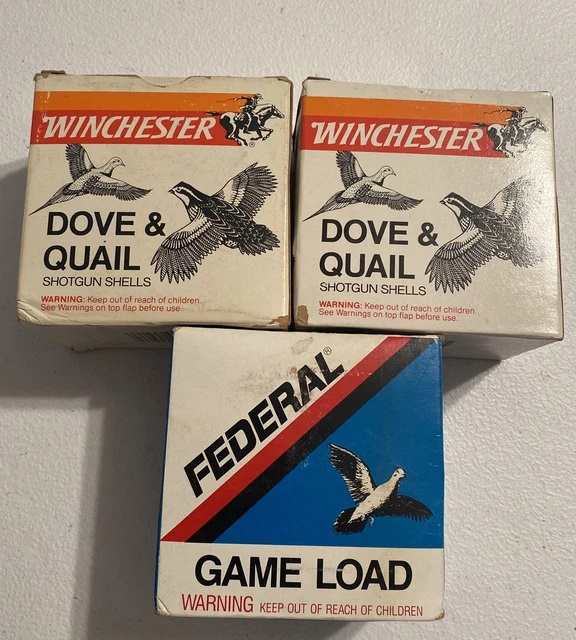 WINCHESTER®
DOVE &
QUAIL
SHOTGUN SHELLS
WARNING: Keep out of reach of children.
See Warnings on top flap before use.
WINCHESTER
DOVE &
QUAIL
SHOTGUN SHELLS
WARNING: Keep out of reach of children.
See Warnings on top flap before use.
FEDERAL®
GAME LOAD
WARNING KEEP OUT OF REACH OF CHILDREN